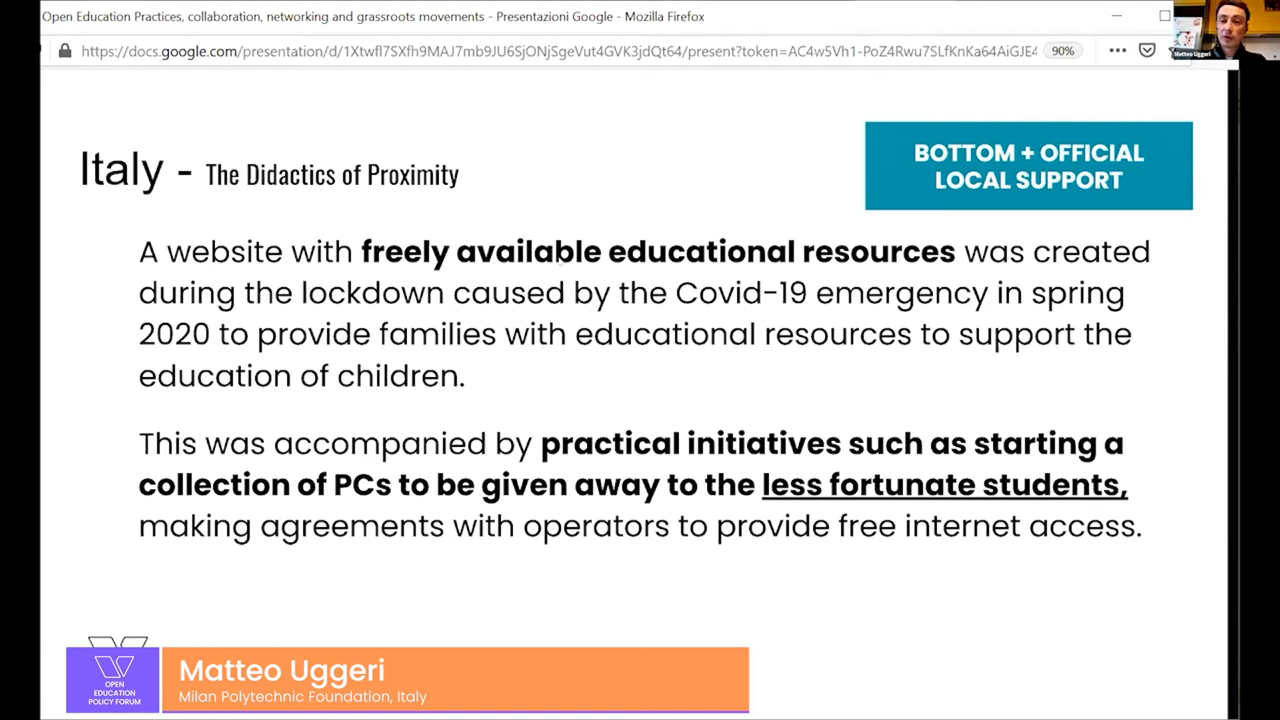 Open Education Practices, collaboration, networking and grassroots movements - Presentazioni Google - Mozilla Firefox
https://docs.google.com/presentation/d/1Xtwfl7SXfh9MAJ7mb9JU6SjONjSgeVut4GVK3jdQt64/present?token=AC4w5Vh1-PoZ4Rwu7SLfKnKa64AiGJE4
90%
Matteo Uggeri
Italy - The Didactics of Proximity
BOTTOM + OFFICIAL
LOCAL SUPPORT
A website with freely available educational resources was created
during the lockdown caused by the Covid-19 emergency in spring
2020 to provide families with educational resources to support the
education of children.
This was accompanied by practical initiatives such as starting a
collection of PCs to be given away to the less fortunate students,
making agreements with operators to provide free internet access.
OPEN
EDUCATION
POLICY FORUM
Matteo Uggeri
Milan Polytechnic Foundation, Italy